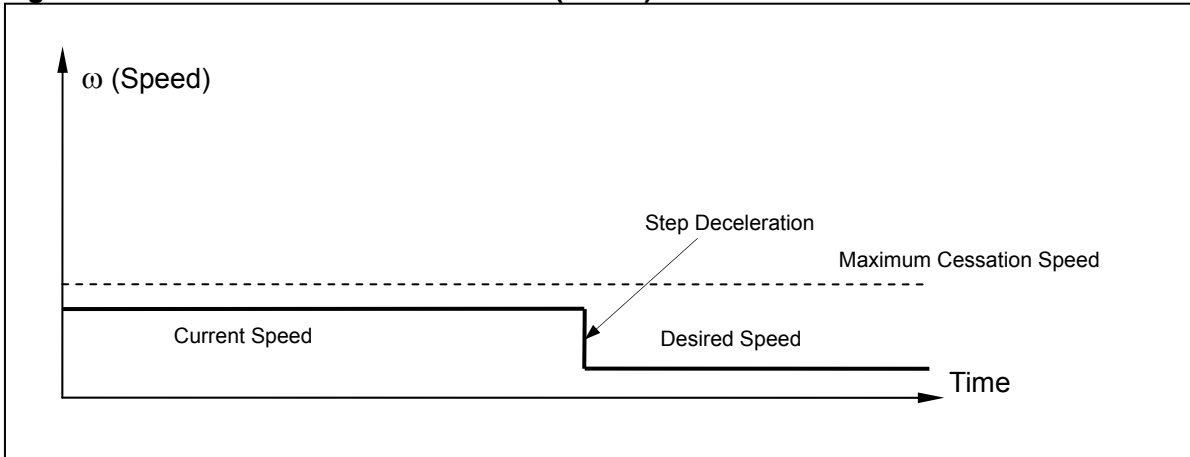 ω (Speed)
Step Deceleration
Maximum Cessation Speed
Current Speed
Desired Speed
Time